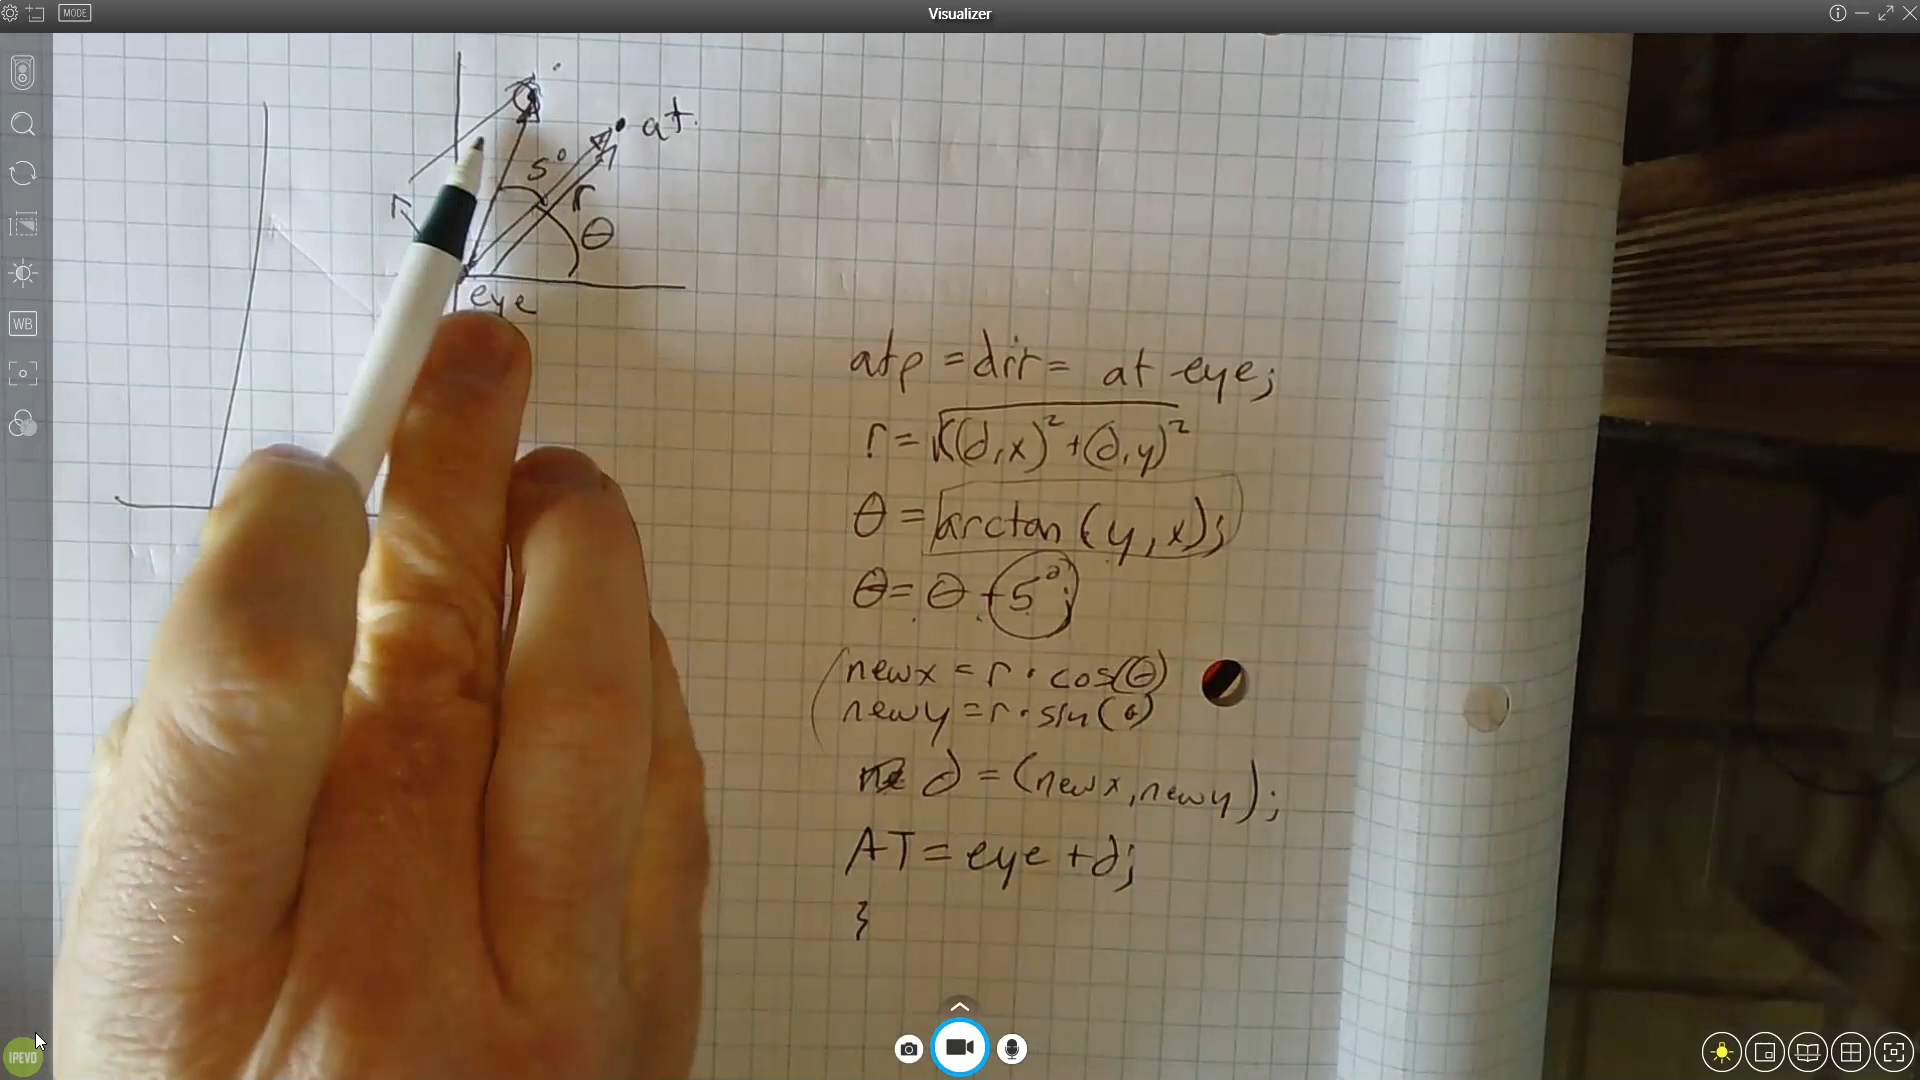 MODE
Visualizer
WB
at.
5°
r
θ
eye
atp = dir = at - eye;
r = √(d.x)² + (d.y)²
θ = arctan (y, x);
θ = θ + 5°;
newx = r · cos(θ)
newy = r · sin(θ)
d = (newx, newy);
AT = eye + d;
}
IPEVO